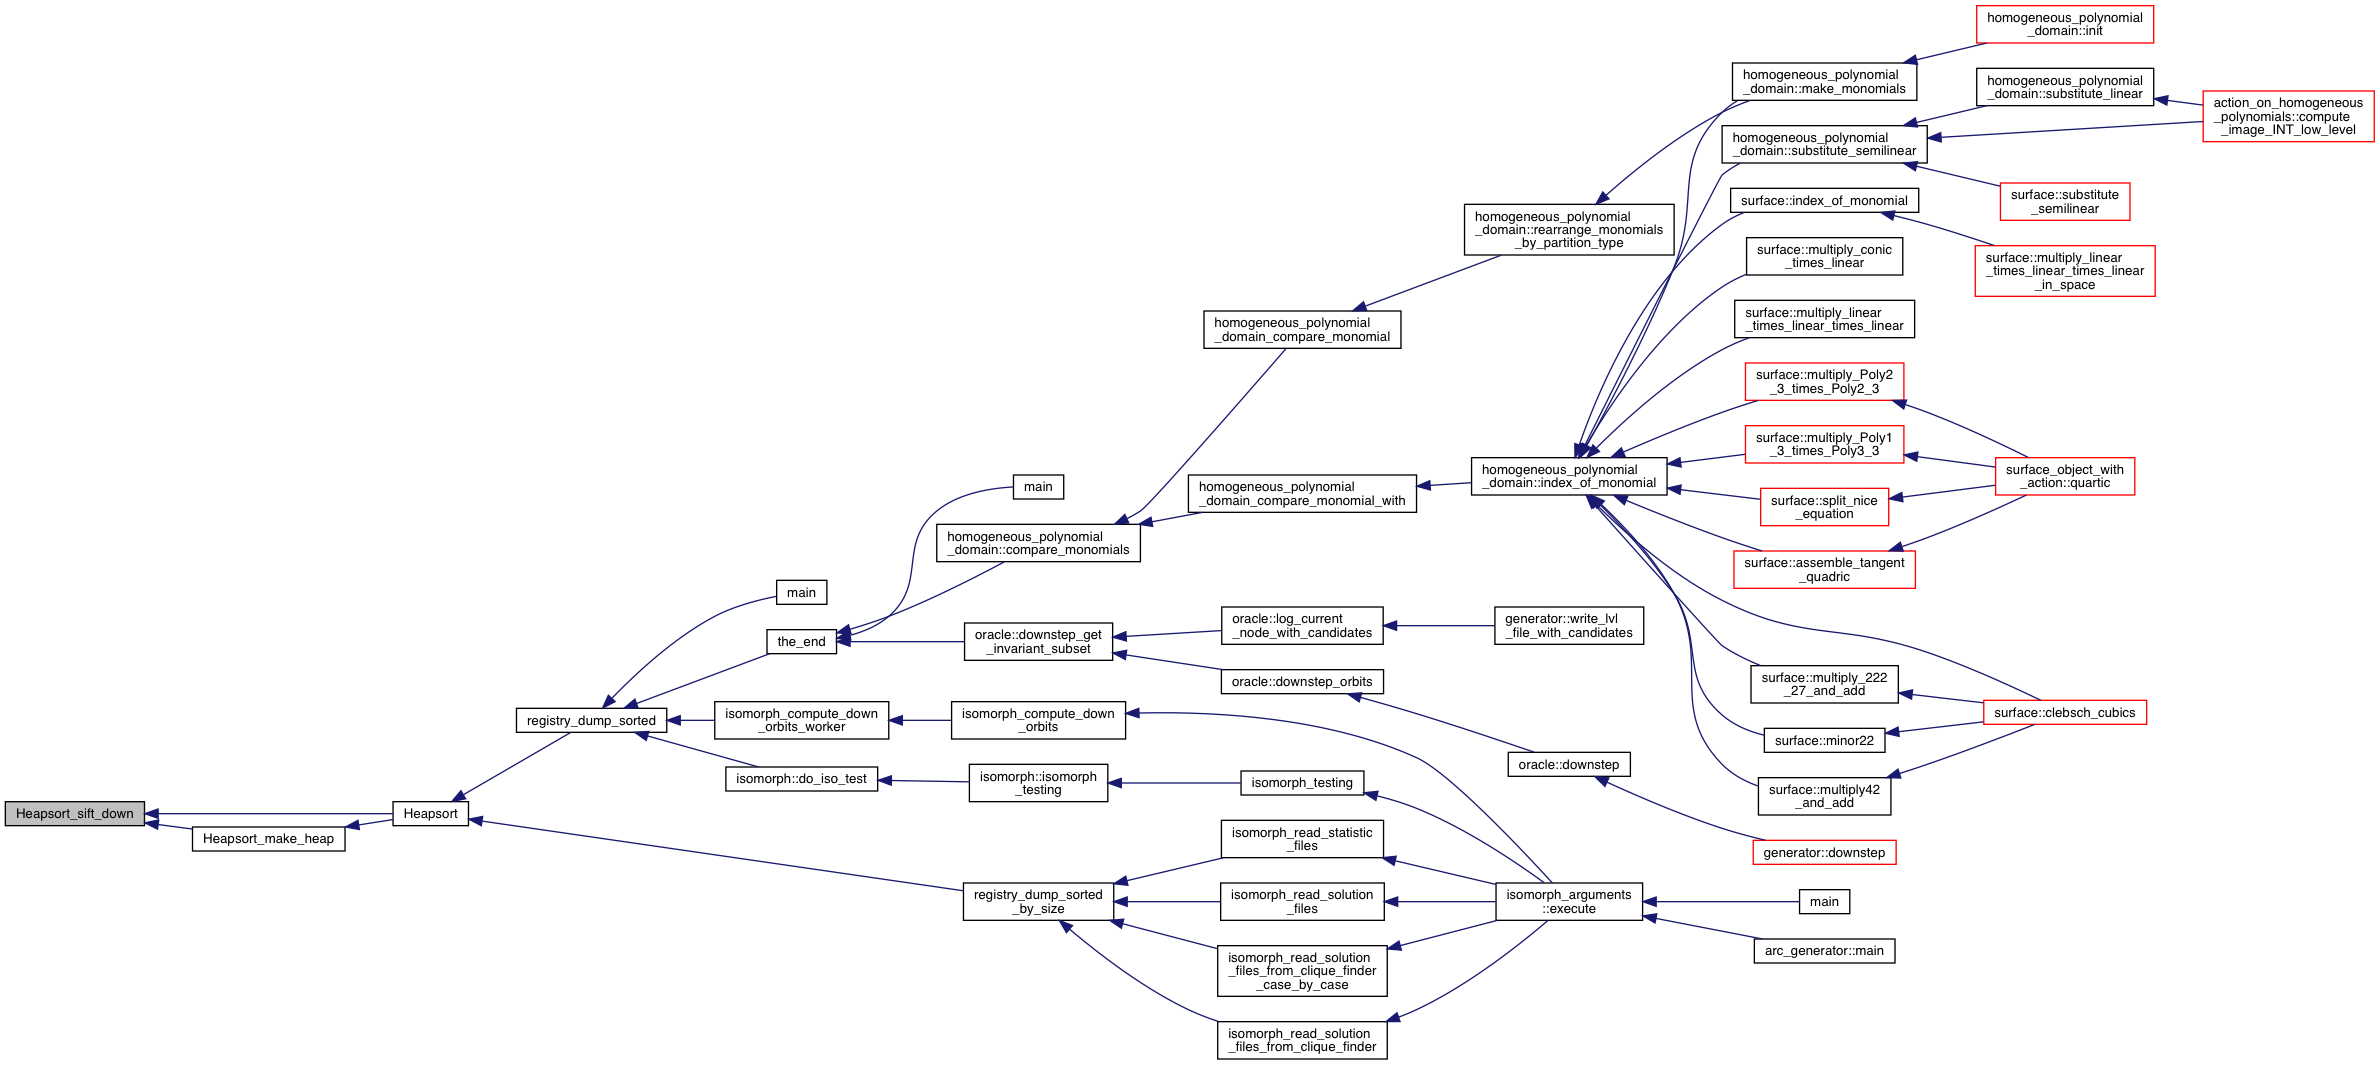 Heapsort_sift_down
Heapsort_make_heap
Heapsort
registry_dump_sorted
main
the_end
main
homogeneous_polynomial
_domain::compare_monomials
homogeneous_polynomial
_domain_compare_monomial
homogeneous_polynomial
_domain::rearrange_monomials
_by_partition_type
homogeneous_polynomial
_domain::make_monomials
homogeneous_polynomial
_domain::init
homogeneous_polynomial
_domain_compare_monomial_with
homogeneous_polynomial
_domain::index_of_monomial
homogeneous_polynomial
_domain::substitute_semilinear
homogeneous_polynomial
_domain::substitute_linear
action_on_homogeneous
_polynomials::compute
_image_INT_low_level
surface::substitute
_semilinear
surface::index_of_monomial
surface::multiply_linear
_times_linear_times_linear
_in_space
surface::multiply_conic
_times_linear
surface::multiply_linear
_times_linear_times_linear
surface::multiply_Poly2
_3_times_Poly2_3
surface::multiply_Poly1
_3_times_Poly3_3
surface::split_nice
_equation
surface::assemble_tangent
_quadric
surface_object_with
_action::quartic
surface::multiply_222
_27_and_add
surface::minor22
surface::multiply42
_and_add
surface::clebsch_cubics
oracle::downstep_get
_invariant_subset
oracle::log_current
_node_with_candidates
generator::write_lvl
_file_with_candidates
oracle::downstep_orbits
oracle::downstep
generator::downstep
isomorph_compute_down
_orbits_worker
isomorph_compute_down
_orbits
isomorph::do_iso_test
isomorph::isomorph
_testing
isomorph_testing
registry_dump_sorted
_by_size
isomorph_read_statistic
_files
isomorph_read_solution
_files
isomorph_read_solution
_files_from_clique_finder
_case_by_case
isomorph_read_solution
_files_from_clique_finder
isomorph_arguments
::execute
main
arc_generator::main